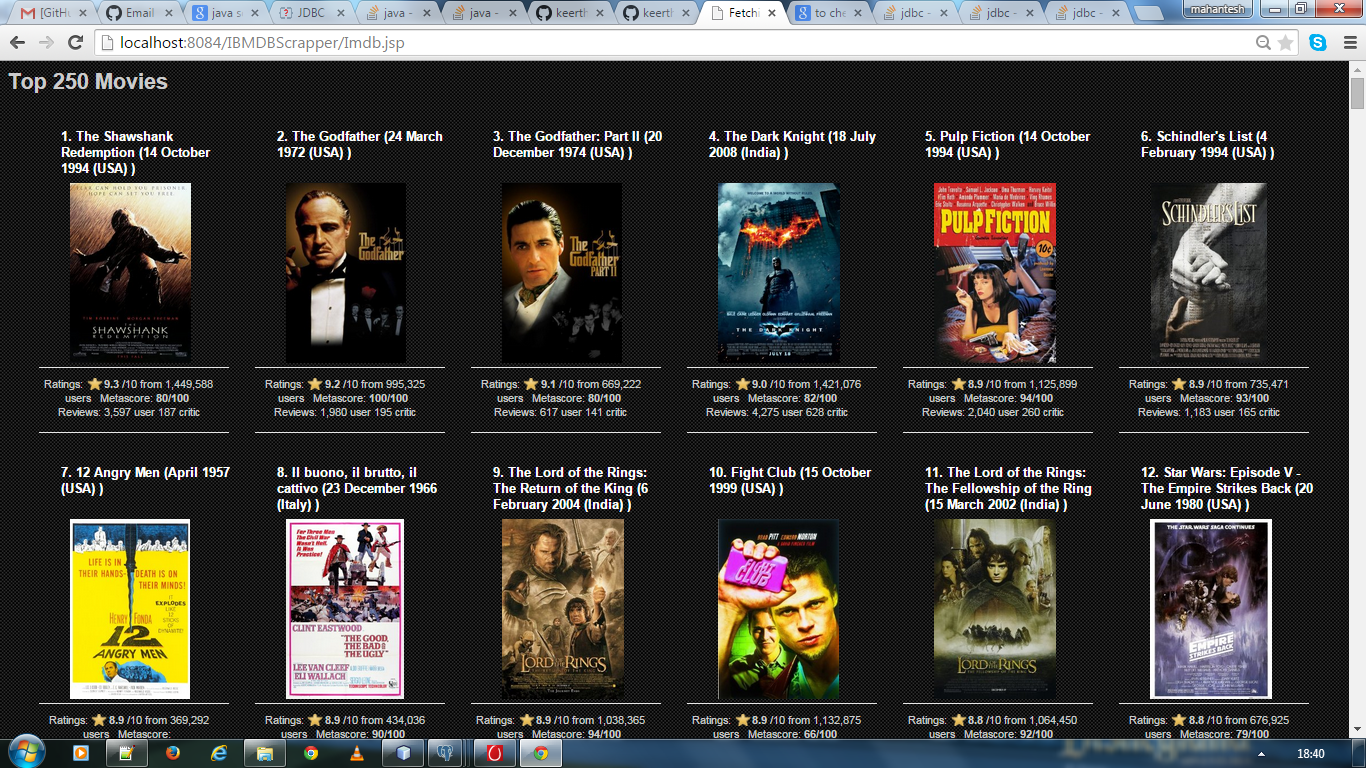 [GitHu
Email
java se
JDBC
java -
java -
keerth
keerth
Fetchi
to che
jdbc -
jdbc -
jdbc -
mahantesh
localhost:8084/IBMDBScrapper/Imdb.jsp
Top 250 Movies
1. The Shawshank
Redemption (14 October
1994 (USA) )
2. The Godfather (24 March
1972 (USA) )
3. The Godfather: Part II (20
December 1974 (USA) )
4. The Dark Knight (18 July
2008 (India) )
5. Pulp Fiction (14 October
1994 (USA) )
6. Schindler's List (4
February 1994 (USA) )
FEAR CAN HOLD YOU PRISONER.
HOPE CAN SET YOU FREE.
TIM ROBBINS MORGAN FREEMAN
THE
SHAWSHANK
REDEMPTION
The
Godfather
The
Godfather
PART II
WELCOME TO A WORLD WITHOUT RULES.
THE DARK KNIGHT
JULY 18
PULP FICTION
10¢
SCHINDLER'S LIST
Ratings: 9.3 /10 from 1,449,588
users Metascore: 80/100
Reviews: 3,597 user 187 critic
Ratings: 9.2 /10 from 995,325
users Metascore: 100/100
Reviews: 1,980 user 195 critic
Ratings: 9.1 /10 from 669,222
users Metascore: 80/100
Reviews: 617 user 141 critic
Ratings: 9.0 /10 from 1,421,076
users Metascore: 82/100
Reviews: 4,275 user 628 critic
Ratings: 8.9 /10 from 1,125,899
users Metascore: 94/100
Reviews: 2,040 user 260 critic
Ratings: 8.9 /10 from 735,471
users Metascore: 93/100
Reviews: 1,183 user 165 critic
7. 12 Angry Men (April 1957
(USA) )
8. Il buono, il brutto, il
cattivo (23 December 1966
(Italy) )
9. The Lord of the Rings:
The Return of the King (6
February 2004 (India) )
10. Fight Club (15 October
1999 (USA) )
11. The Lord of the Rings:
The Fellowship of the Ring
(15 March 2002 (India) )
12. Star Wars: Episode V -
The Empire Strikes Back (20
June 1980 (USA) )
LIFE IS IN
THEIR HANDS- DEATH IS ON
THEIR MINDS!
IT
EXPLODES
LIKE 12
STICKS OF
DYNAMITE!
HENRY FONDA
12
ANGRY MEN
For Three Men
The Civil War
Wasn't Hell.
It Was
Practice!
CLINT EASTWOOD
"THE GOOD,
THE BAD &
THE UGLY"
LEE VAN CLEEF
ELI WALLACH
THE
LORD OF THE RINGS
BRAD PITT EDWARD NORTON
FIGHT
CLUB
THE
LORD OF THE RINGS
THE STAR WARS SAGA CONTINUES
THE
EMPIRE
STRIKES BACK
Ratings: 8.9 /10 from 369,292
users Metascore:
Ratings: 8.9 /10 from 434,036
users Metascore: 90/100
Ratings: 8.9 /10 from 1,038,365
users Metascore: 94/100
Ratings: 8.9 /10 from 1,132,875
users Metascore: 66/100
Ratings: 8.8 /10 from 1,064,450
users Metascore: 92/100
Ratings: 8.8 /10 from 676,925
users Metascore: 79/100
18:40